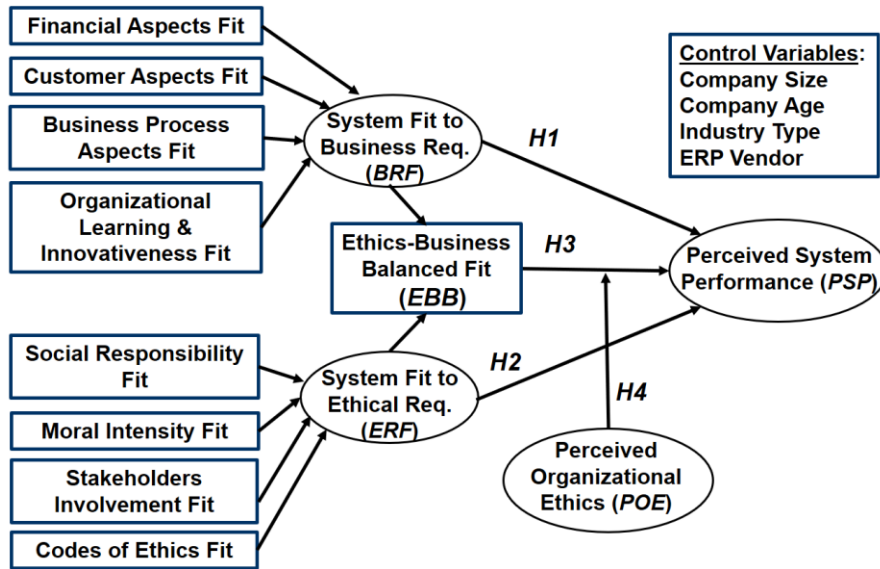 Financial Aspects Fit
Customer Aspects Fit
Business Process
Aspects Fit
Organizational
Learning &
Innovativeness Fit
System Fit to
Business Req.
(BRF)
H1
Control Variables:
Company Size
Company Age
Industry Type
ERP Vendor
Ethics-Business
Balanced Fit
(EBB)
H3
Perceived System
Performance (PSP)
Social Responsibility
Fit
Moral Intensity Fit
Stakeholders
Involvement Fit
Codes of Ethics Fit
System Fit to
Ethical Req.
(ERF)
H2
H4
Perceived
Organizational
Ethics (POE)